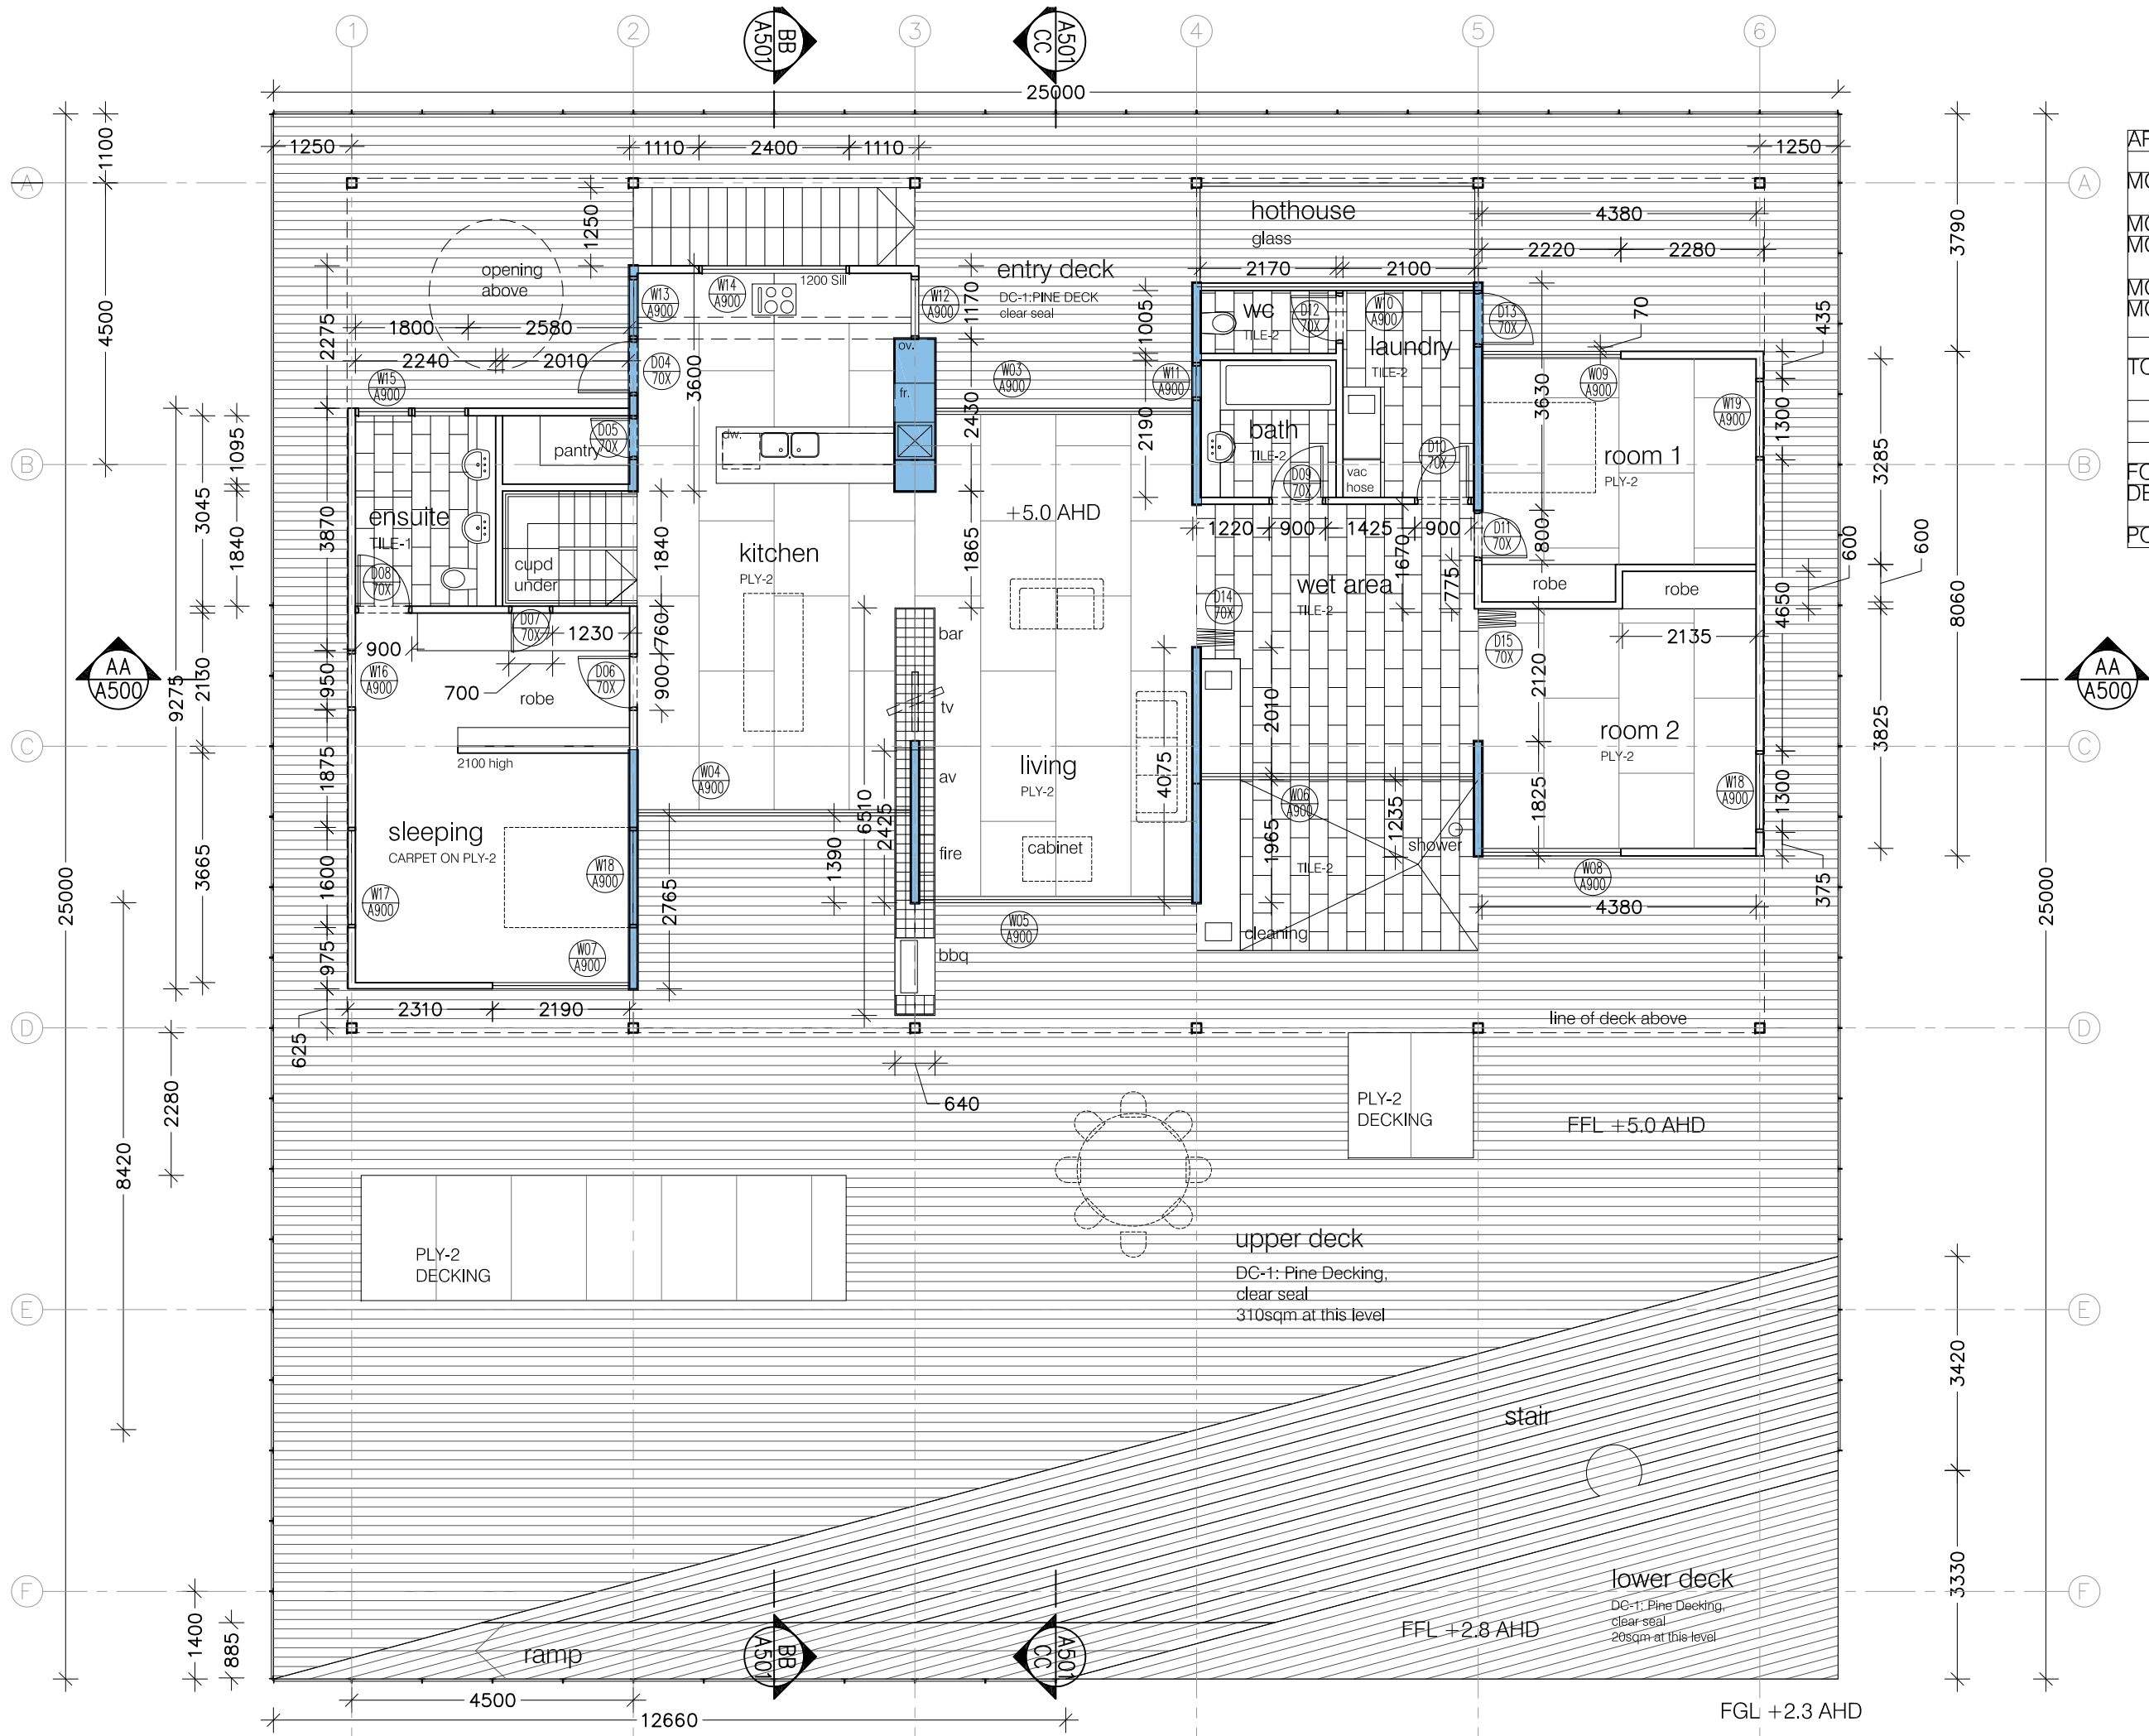 1
2
3
4
5
6
BB
A501
CC
A501
25000
1100
1250
1110
2400
1110
1250
A
A
hothouse
glass
4380
3790
1250
2220
2280
opening
above
W13
A900
W14
A900
1200 Sill
W12
A900
entry deck
DC-1:PINE DECK
clear seal
2170
2100
4500
2275
1170
1005
wc
TILE-2
D12
70X
W10
A900
D13
70X
70
435
1800
2580
2240
2010
D04
70X
ov.
laundry
TILE-2
W15
A900
3600
fr.
W03
A900
W11
A900
3630
W09
A900
W19
A900
1300
3285
2430
2190
dw.
D05
70X
pantry
bath
TILE-2
D10
70X
room 1
PLY-2
B
B
1095
3045
3870
vac
hose
D09
70X
ensuite
TILE-1
+5.0 AHD
1220
900
1425
900
D11
70X
800
1840
1840
1865
kitchen
PLY-2
1670
775
600
600
cupd
under
D08
70X
wet area
TILE-2
robe
robe
4650
8060
D14
70X
D07
70X
1230
760
bar
D15
70X
2135
AA
A500
AA
A500
900
W16
A900
950
2130
9275
D06
70X
900
700
robe
2120
tv
2010
room 2
PLY-2
3825
C
C
2100 high
W04
A900
av
living
PLY-2
4075
1875
6510
2425
W06
A900
1235
1825
W18
A900
1300
sleeping
CARPET ON PLY-2
1390
fire
cabinet
1965
shower
TILE-2
3665
1600
W17
A900
W18
A900
2765
W08
A900
375
25000
25000
4380
W05
A900
cleaning
975
W07
A900
bbq
2310
2190
line of deck above
D
D
625
2280
640
PLY-2
DECKING
FFL +5.0 AHD
8420
PLY-2
DECKING
upper deck
DC-1: Pine Decking,
clear seal
310sqm at this level
E
E
3420
stair
3330
lower deck
DC-1: Pine Decking,
clear seal
20sqm at this level
F
F
1400
885
FFL +2.8 AHD
ramp
BB
A501
CC
A501
4500
12660
FGL +2.3 AHD